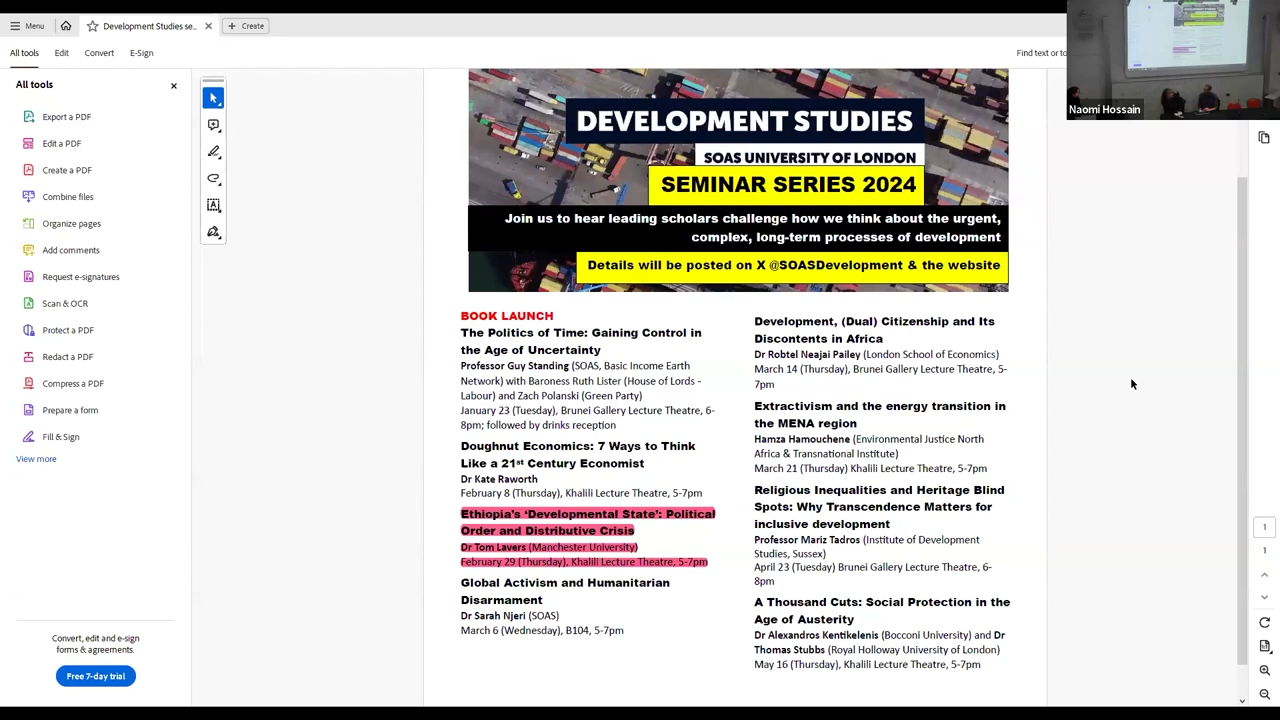 Menu
Development Studies se...
Create
All tools
Edit
Convert
E-Sign
Find text or to
All tools
Export a PDF
Edit a PDF
Create a PDF
Combine files
Organize pages
Add comments
Request e-signatures
Scan & OCR
Protect a PDF
Redact a PDF
Compress a PDF
Prepare a form
Fill & Sign
View more
Convert, edit and e-sign
forms & agreements.
Free 7-day trial
DEVELOPMENT STUDIES
SOAS UNIVERSITY OF LONDON
SEMINAR SERIES 2024
Join us to hear leading scholars challenge how we think about the urgent,
complex, long-term processes of development
Details will be posted on X @SOASDevelopment & the website
BOOK LAUNCH
The Politics of Time: Gaining Control in
the Age of Uncertainty
Professor Guy Standing (SOAS, Basic Income Earth
Network) with Baroness Ruth Lister (House of Lords -
Labour) and Zach Polanski (Green Party)
January 23 (Tuesday), Brunei Gallery Lecture Theatre, 6-
8pm; followed by drinks reception
Doughnut Economics: 7 Ways to Think
Like a 21st Century Economist
Dr Kate Raworth
February 8 (Thursday), Khalili Lecture Theatre, 5-7pm
Ethiopia's ‘Developmental State’: Political
Order and Distributive Crisis
Dr Tom Lavers (Manchester University)
February 29 (Thursday), Khalili Lecture Theatre, 5-7pm
Global Activism and Humanitarian
Disarmament
Dr Sarah Njeri (SOAS)
March 6 (Wednesday), B104, 5-7pm
Development, (Dual) Citizenship and Its
Discontents in Africa
Dr Robtel Neajai Pailey (London School of Economics)
March 14 (Thursday), Brunei Gallery Lecture Theatre, 5-
7pm
Extractivism and the energy transition in
the MENA region
Hamza Hamouchene (Environmental Justice North
Africa & Transnational Institute)
March 21 (Thursday) Khalili Lecture Theatre, 5-7pm
Religious Inequalities and Heritage Blind
Spots: Why Transcendence Matters for
inclusive development
Professor Mariz Tadros (Institute of Development
Studies, Sussex)
April 23 (Tuesday) Brunei Gallery Lecture Theatre, 6-
8pm
A Thousand Cuts: Social Protection in the
Age of Austerity
Dr Alexandros Kentikelenis (Bocconi University) and Dr
Thomas Stubbs (Royal Holloway University of London)
May 16 (Thursday), Khalili Lecture Theatre, 5-7pm
Naomi Hossain
1
1